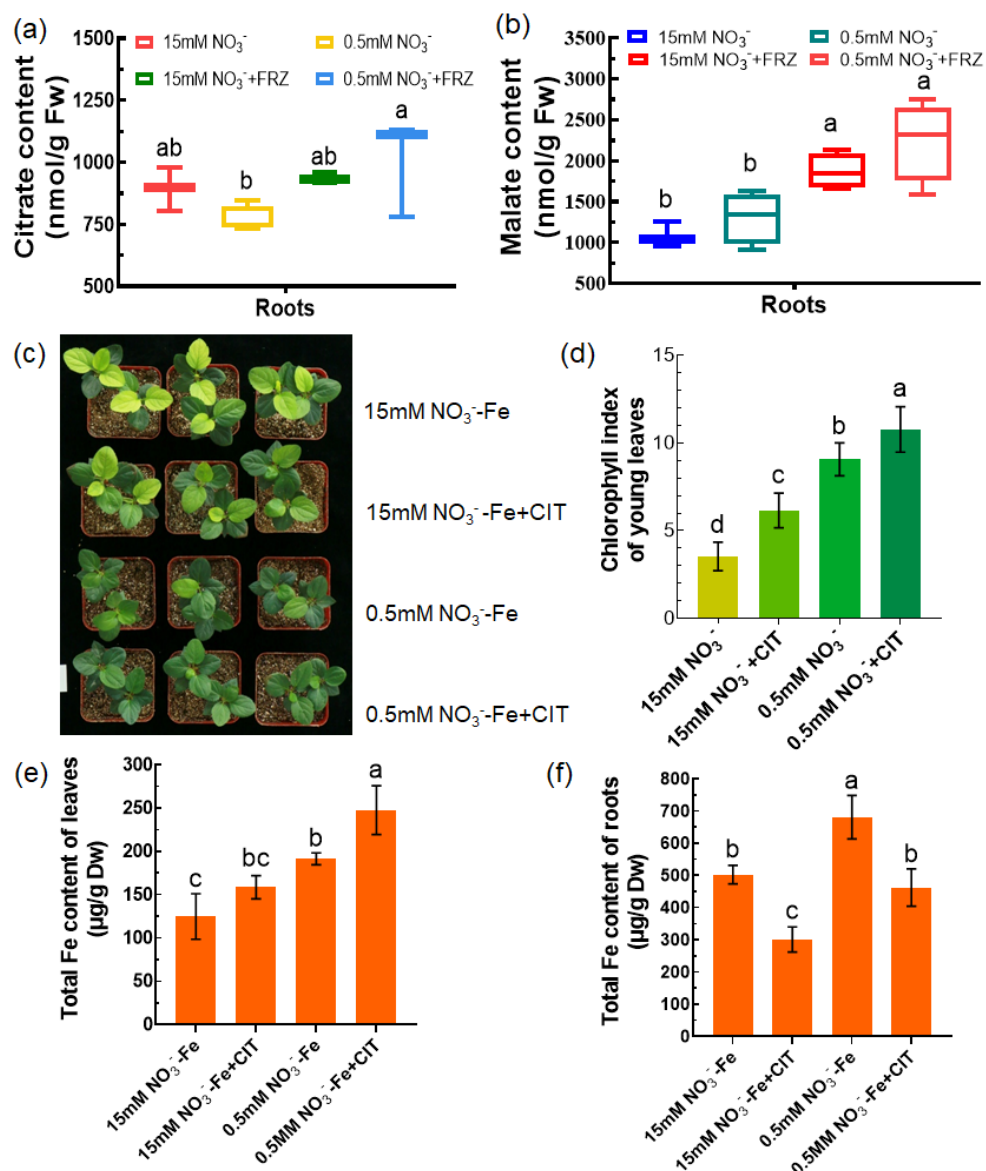 (a)
1500
1250
1000
750
500
Citrate content
(nmol/g Fw)
15mM NO₃⁻
0.5mM NO₃⁻
15mM NO₃⁻+FRZ
0.5mM NO₃⁻+FRZ
ab
b
ab
a
Roots
(b)
3500
3000
2500
2000
1500
1000
500
Malate content
(nmol/g Fw)
15mM NO₃⁻
0.5mM NO₃⁻
15mM NO₃⁻+FRZ
0.5mM NO₃⁻+FRZ
b
b
a
a
Roots
(c)
15mM NO₃⁻-Fe
15mM NO₃⁻-Fe+CIT
0.5mM NO₃⁻-Fe
0.5mM NO₃⁻-Fe+CIT
(d)
15
10
5
0
Chlorophyll index
of young leaves
d
c
b
a
15mM NO₃⁻
15mM NO₃⁻+CIT
0.5mM NO₃⁻
0.5mM NO₃⁻+CIT
(e)
300
250
200
150
100
50
0
Total Fe content of leaves
(µg/g Dw)
c
bc
b
a
15mM NO₃⁻-Fe
15mM NO₃⁻-Fe+CIT
0.5mM NO₃⁻-Fe
0.5MM NO₃⁻-Fe+CIT
(f)
800
700
600
500
400
300
200
100
0
Total Fe content of roots
(µg/g Dw)
b
c
a
b
15mM NO₃⁻-Fe
15mM NO₃⁻-Fe+CIT
0.5mM NO₃⁻-Fe
0.5MM NO₃⁻-Fe+CIT